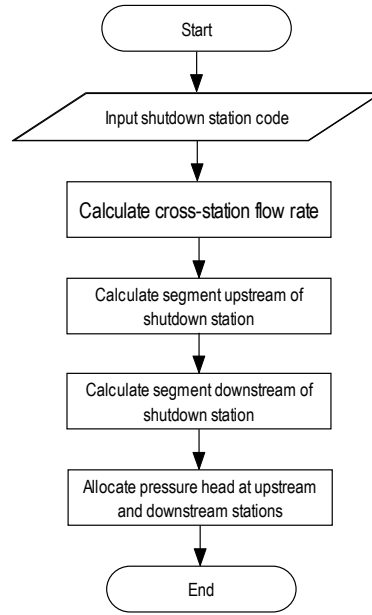 Start
Input shutdown station code
Calculate cross-station flow rate
Calculate segment upstream of
shutdown station
Calculate segment downstream of
shutdown station
Allocate pressure head at upstream
and downstream stations
End